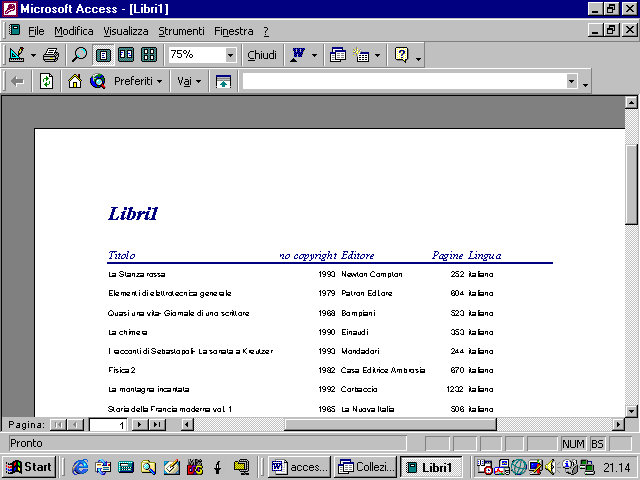 Microsoft Access - [Libri1]
File Modifica Visualizza Strumenti Finestra ?
75% Chiudi
Preferiti Vai
Libri1
Titolo no copyright Editore Pagine Lingua
La Stanza rossa 1993 Newton Compton 252 italiano
Elementi di elettrotecnica generale 1979 Patron Editore 604 italiano
Quasi una vita- Giornale di uno scrittore 1968 Bompiani 523 italiano
La chimera 1990 Einaudi 353 italiano
I racconti di Sebastopoli- La sonata a Kreutzer 1993 Mondadori 244 italiano
Fisica 2 1982 Casa Editrice Ambrosia 670 italiano
La montagna incantata 1992 Corbaccio 1232 italiano
Storia della Francia moderna vol. 1 1965 La Nuova Italia 506 italiano
Pagina: 1
Pronto NUM BS
Start acces... Collezi... Libri1 21.14